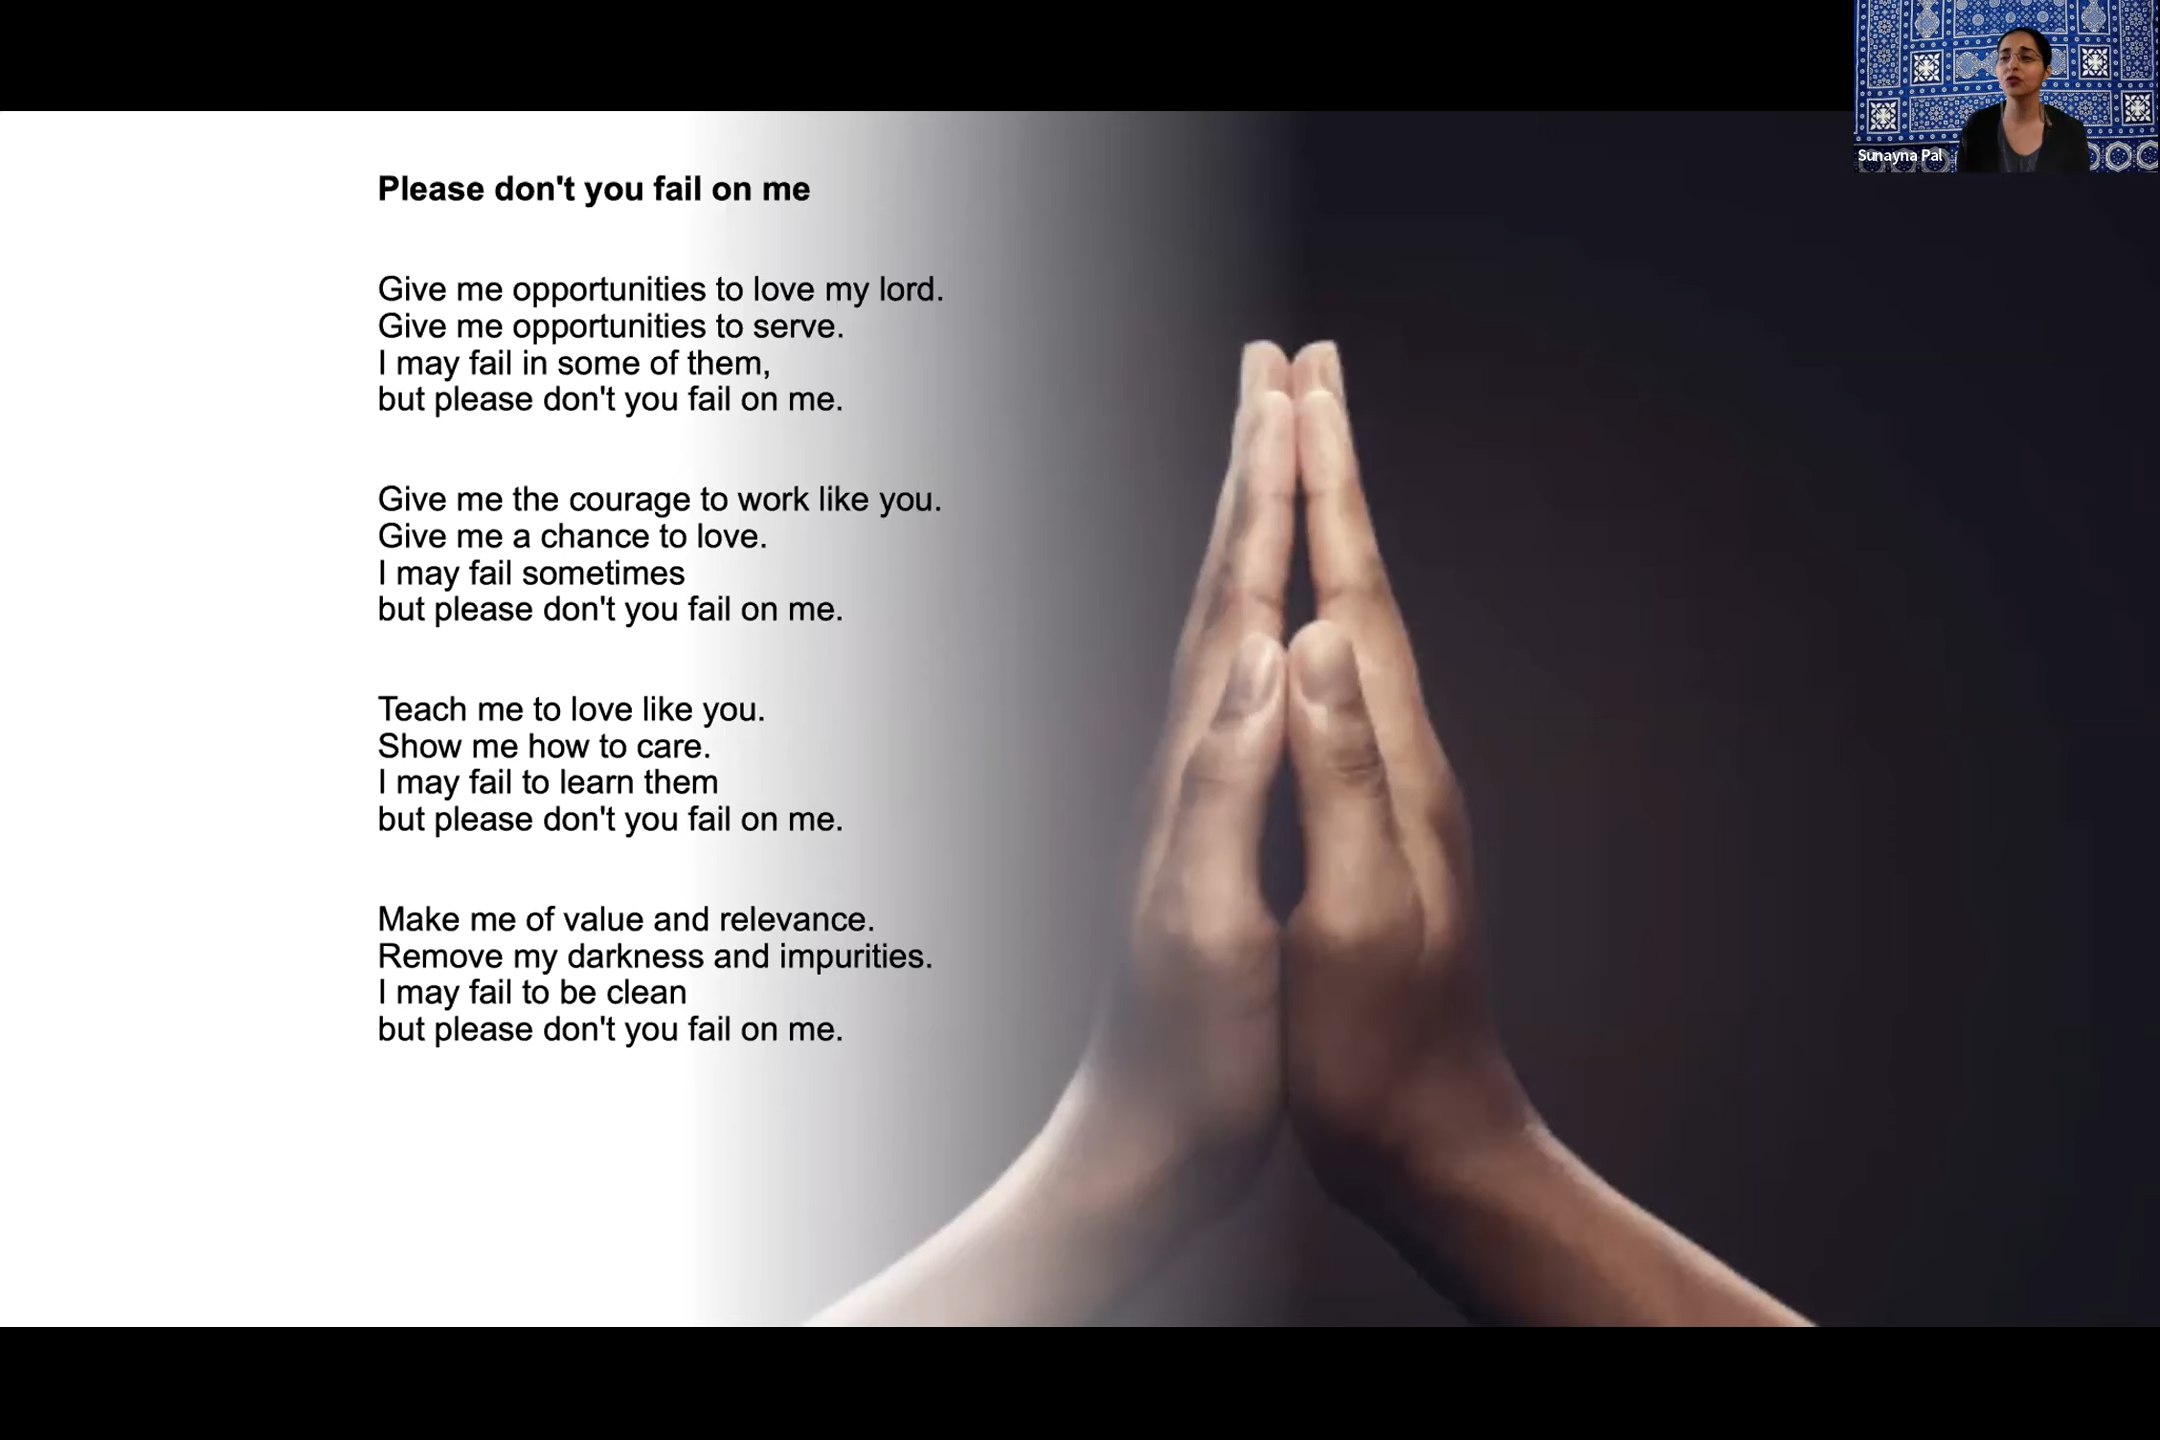 Please don't you fail on me
Give me opportunities to love my lord.
Give me opportunities to serve.
I may fail in some of them,
but please don't you fail on me.
Give me the courage to work like you.
Give me a chance to love.
I may fail sometimes
but please don't you fail on me.
Teach me to love like you.
Show me how to care.
I may fail to learn them
but please don't you fail on me.
Make me of value and relevance.
Remove my darkness and impurities.
I may fail to be clean
but please don't you fail on me.
Sunayna Pal